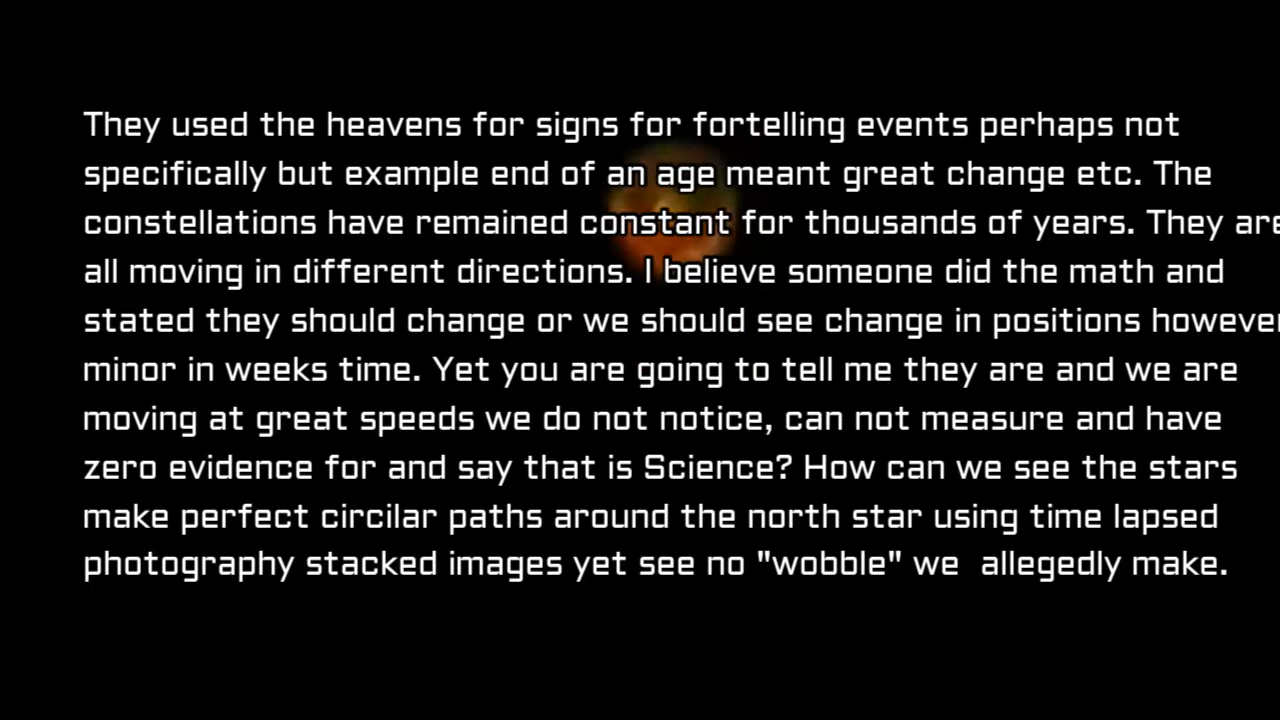 They used the heavens for signs for fortelling events perhaps not
specifically but example end of an age meant great change etc. The
constellations have remained constant for thousands of years. They are
all moving in different directions. I believe someone did the math and
stated they should change or we should see change in positions however
minor in weeks time. Yet you are going to tell me they are and we are
moving at great speeds we do not notice, can not measure and have
zero evidence for and say that is Science? How can we see the stars
make perfect circilar paths around the north star using time lapsed
photography stacked images yet see no "wobble" we  allegedly make.